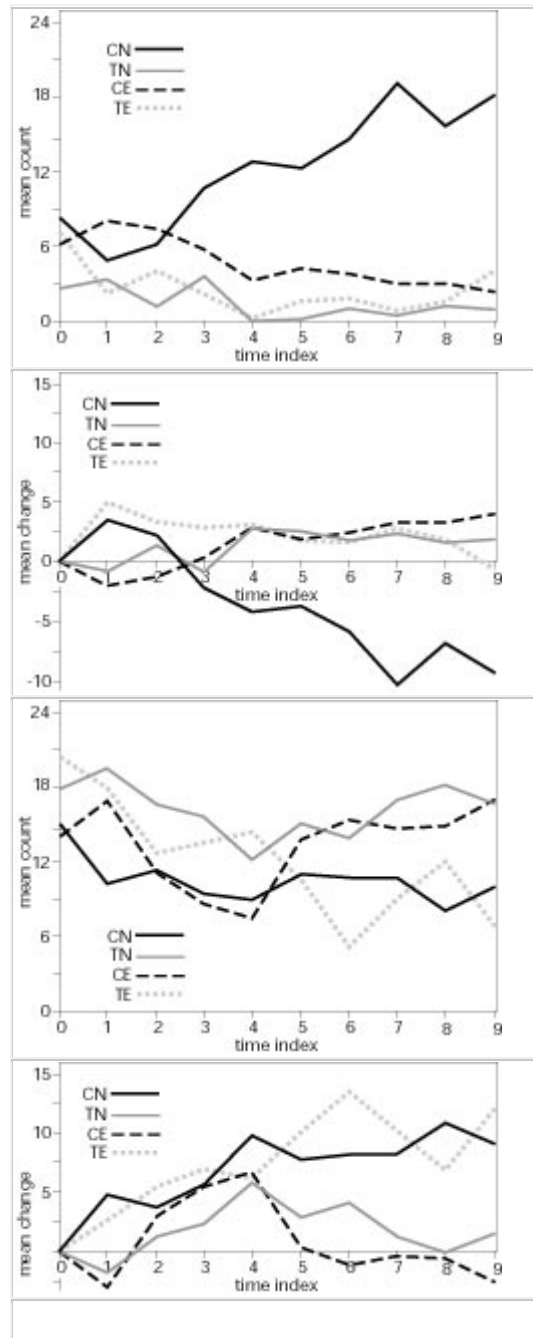 24
18
12
6
0
mean count
CN
TN
CE
TE
0 1 2 3 4 5 6 7 8 9
time index
15
10
5
0
-5
-10
mean change
CN
TN
CE
TE
1 2 3 4 5 6 7 8 9
time index
24
18
12
6
0
mean count
CN
TN
CE
TE
0 1 2 3 4 5 6 7 8 9
time index
15
10
5
0
mean change
CN
TN
CE
TE
1 2 3 4 5 6 7 8 9
time index